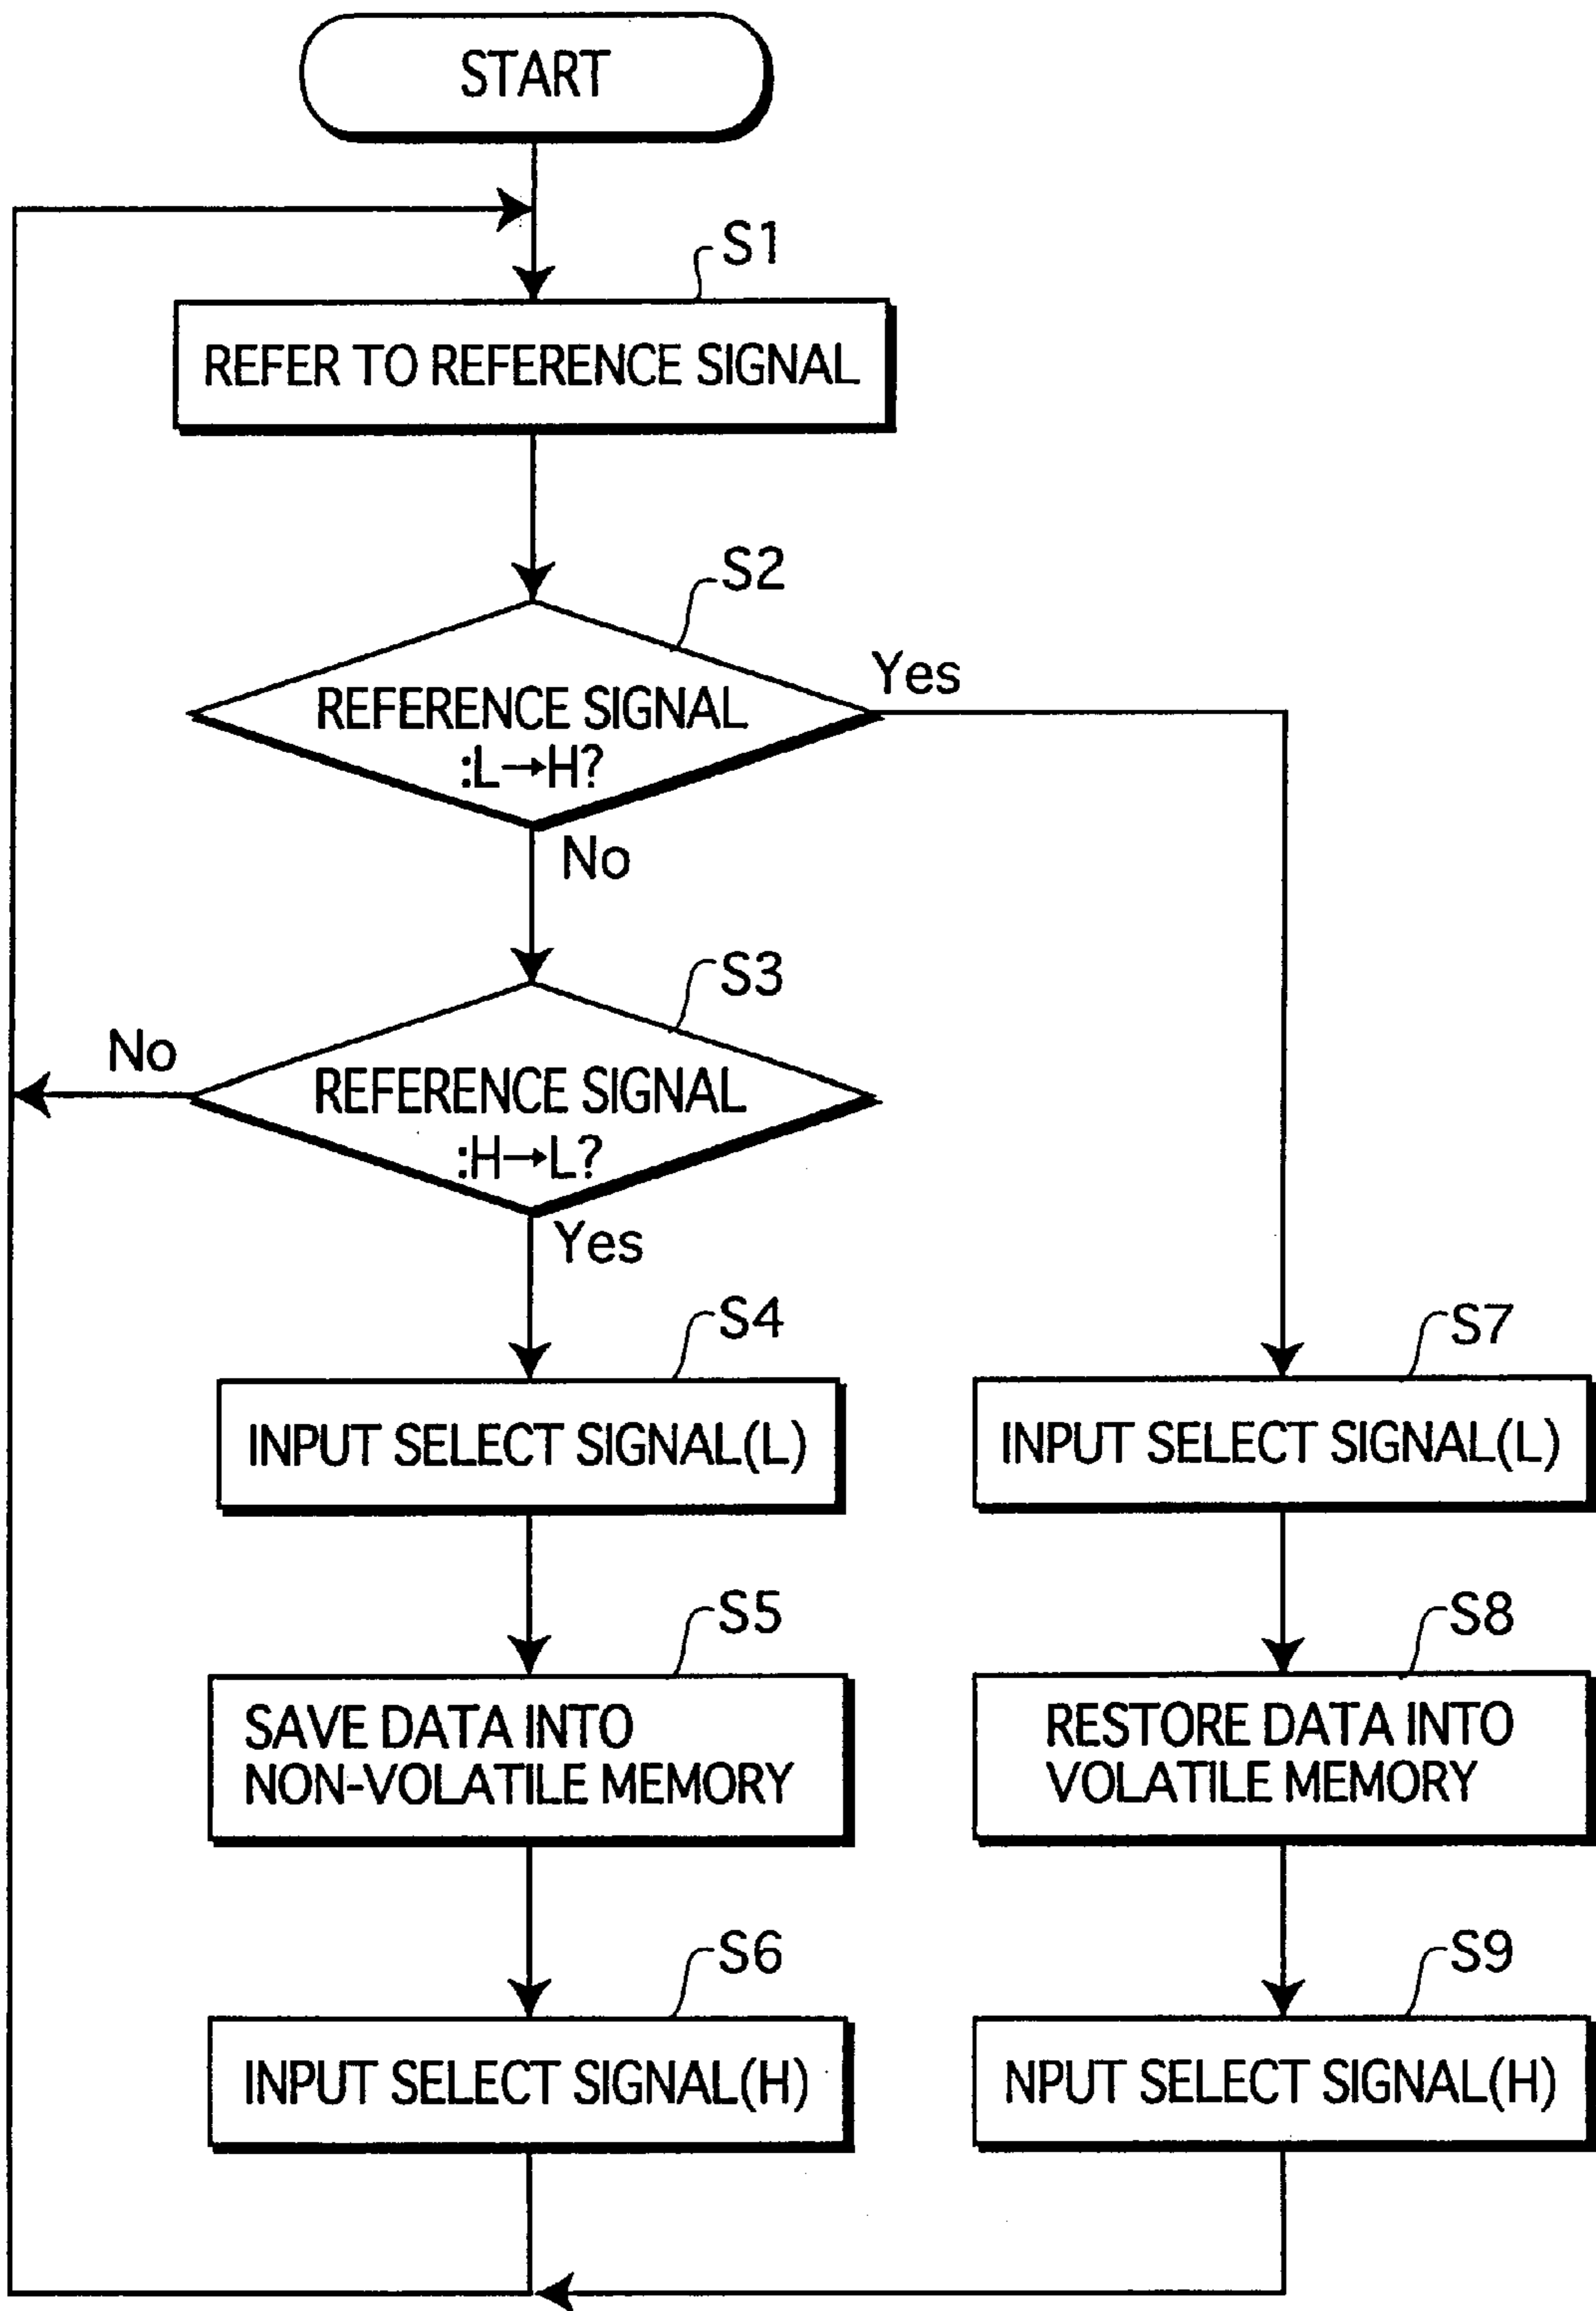 START
S1
REFER TO REFERENCE SIGNAL
S2
REFERENCE SIGNAL
:L→H?
Yes
No
S3
REFERENCE SIGNAL
:H→L?
No
Yes
S4
INPUT SELECT SIGNAL(L)
S7
INPUT SELECT SIGNAL(L)
S5
SAVE DATA INTO
NON-VOLATILE MEMORY
S8
RESTORE DATA INTO
VOLATILE MEMORY
S6
INPUT SELECT SIGNAL(H)
S9
NPUT SELECT SIGNAL(H)